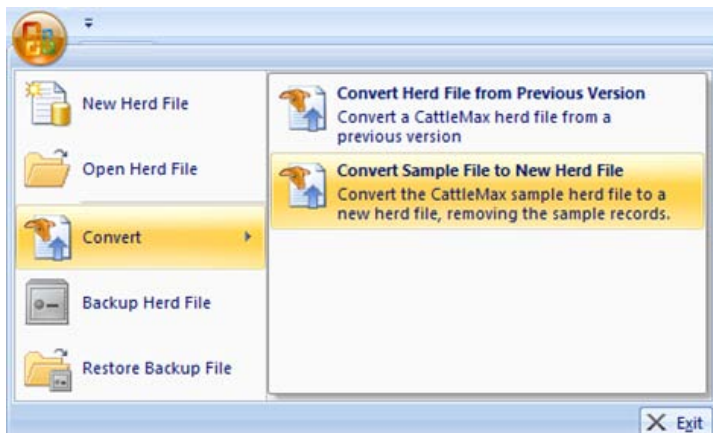 New Herd File
Open Herd File
Convert
Backup Herd File
Restore Backup File
Convert Herd File from Previous Version
Convert a CattleMax herd file from a
previous version
Convert Sample File to New Herd File
Convert the CattleMax sample herd file to a
new herd file, removing the sample records.
Exit